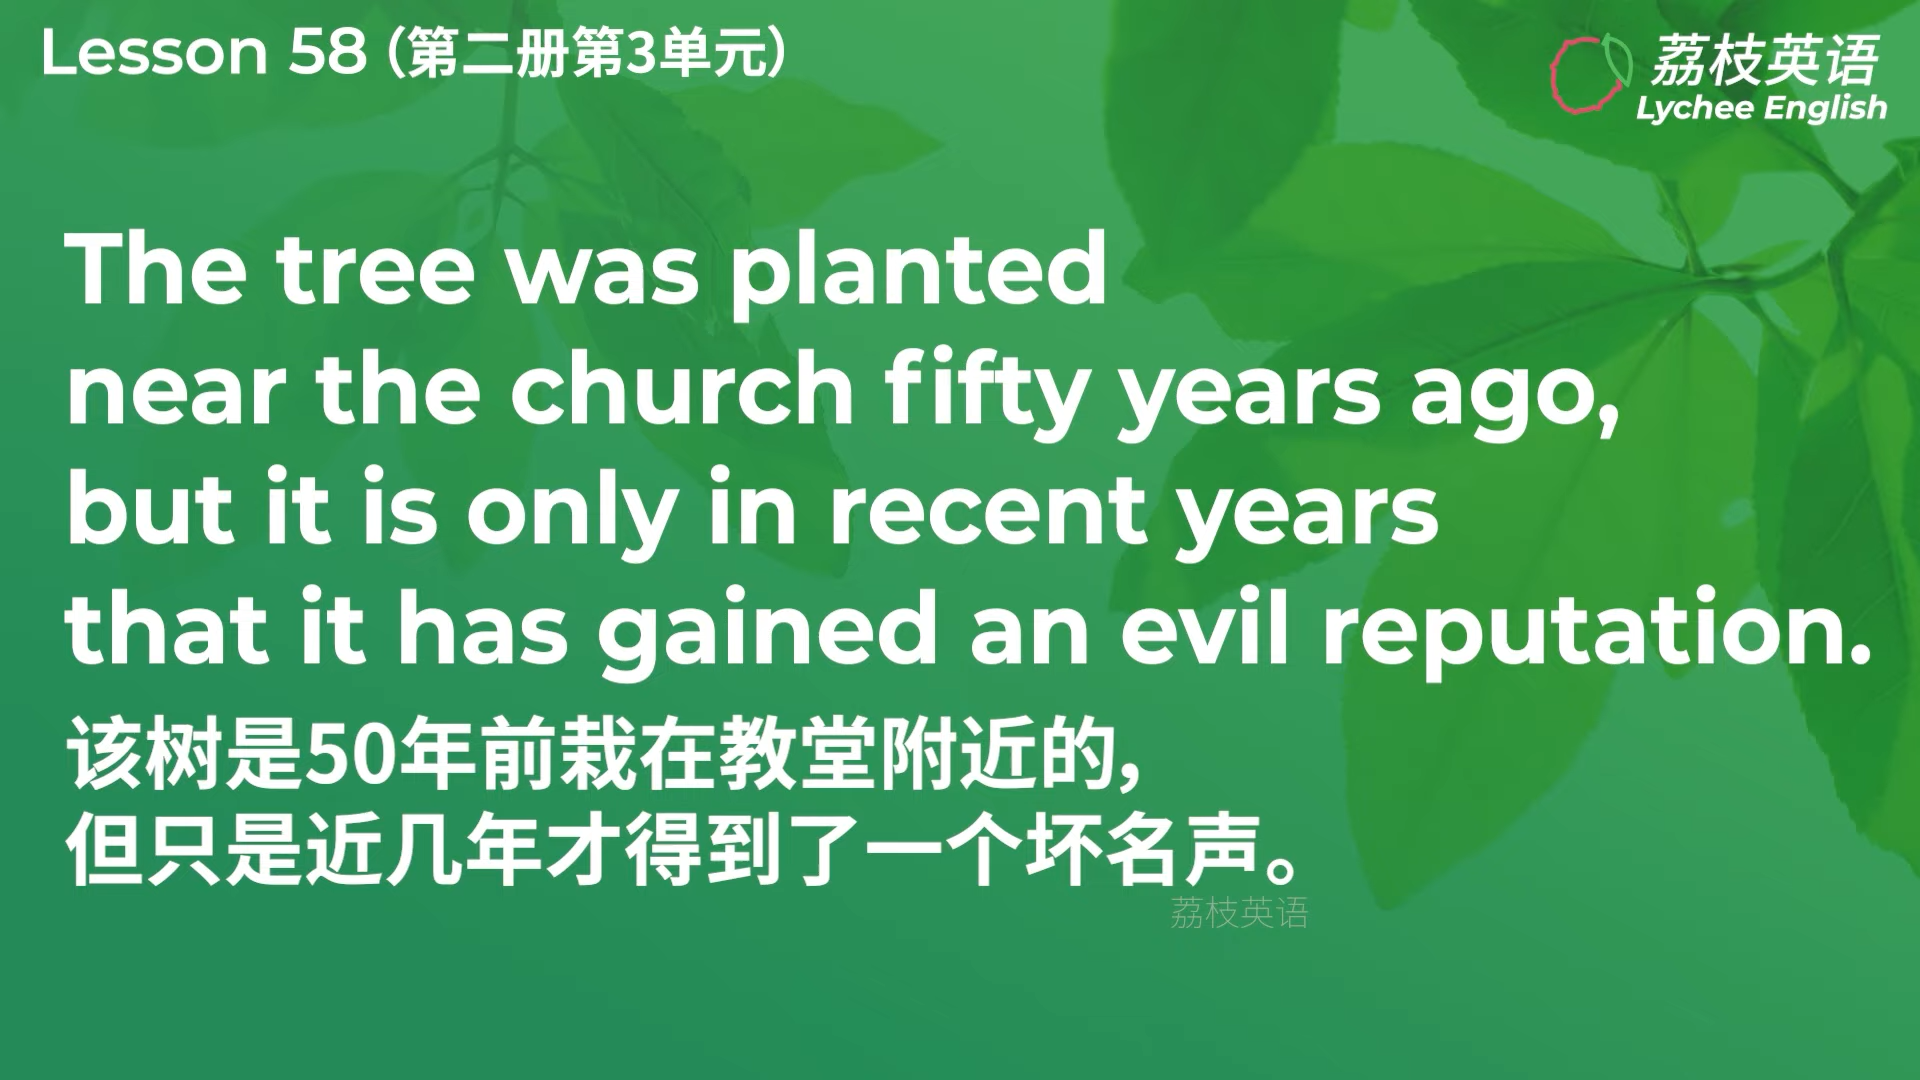 Lesson 58（第二册第3单元）
荔枝英语
Lychee English
The tree was planted
near the church fifty years ago,
but it is only in recent years
that it has gained an evil reputation.
该树是50年前栽在教堂附近的，
但只是近几年才得到了一个坏名声。
荔枝英语